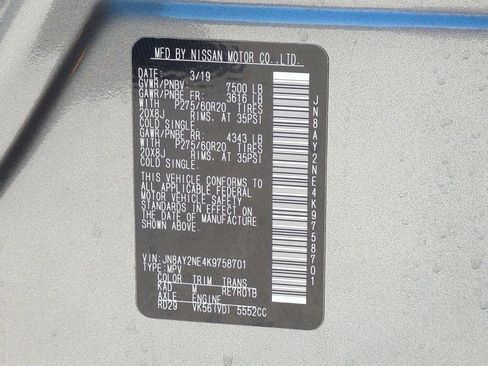 MFD BY NISSAN MOTOR CO.,LTD.
DATE: 3/19
GVWR/PNBV: 7500 LB
GAWR/PNBE FR: 3616 LB
WITH P275/60R20 TIRES
20X8J RIMS. AT 35PSI
COLD SINGLE.
GAWR/PNBE RR: 4343 LB
WITH P275/60R20 TIRES
20X8J RIMS. AT 35PSI
COLD SINGLE.
THIS VEHICLE CONFORMS TO
ALL APPLICABLE FEDERAL
MOTOR VEHICLE SAFETY
STANDARDS IN EFFECT ON
THE DATE OF MANUFACTURE
SHOWN ABOVE.
VIN:JN8AY2NE4K9758701
TYPE:MPV
COLOR TRIM TRANS
KAD M RE7R01B
AXLE ENGINE
RD29 VK56(VD) 5552CC
JN8AY2NE4K9758701